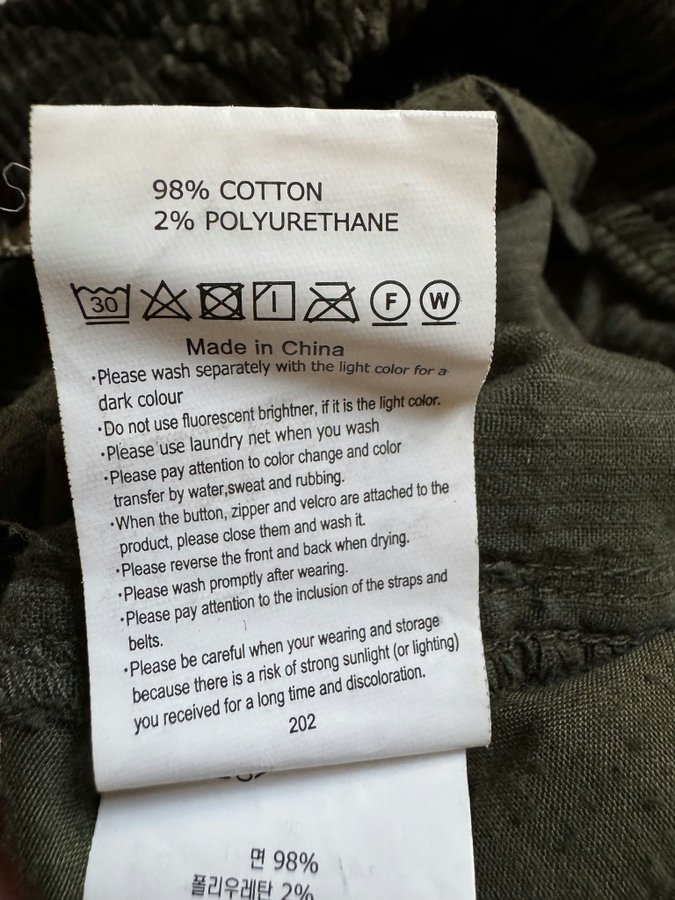 98% COTTON
2% POLYURETHANE
30
F W
Made in China
·Please wash separately with the light color for a
dark colour
·Do not use fluorescent brightner, if it is the light color.
·Please use laundry net when you wash
·Please pay attention to color change and color
transfer by water,sweat and rubbing.
·When the button, zipper and velcro are attached to the
product, please close them and wash it.
·Please reverse the front and back when drying.
·Please wash promptly after wearing.
·Please pay attention to the inclusion of the straps and
belts.
·Please be careful when your wearing and storage
because there is a risk of strong sunlight (or lighting)
you received for a long time and discoloration.
202
면 98%
폴리우레탄 2%